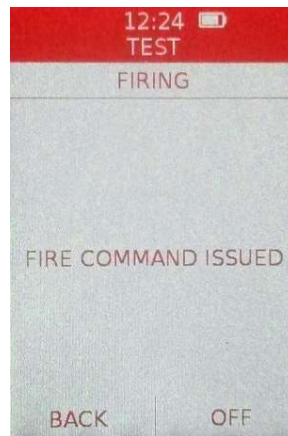 12:24
TEST
FIRING
FIRE COMMAND ISSUED
BACK OFF